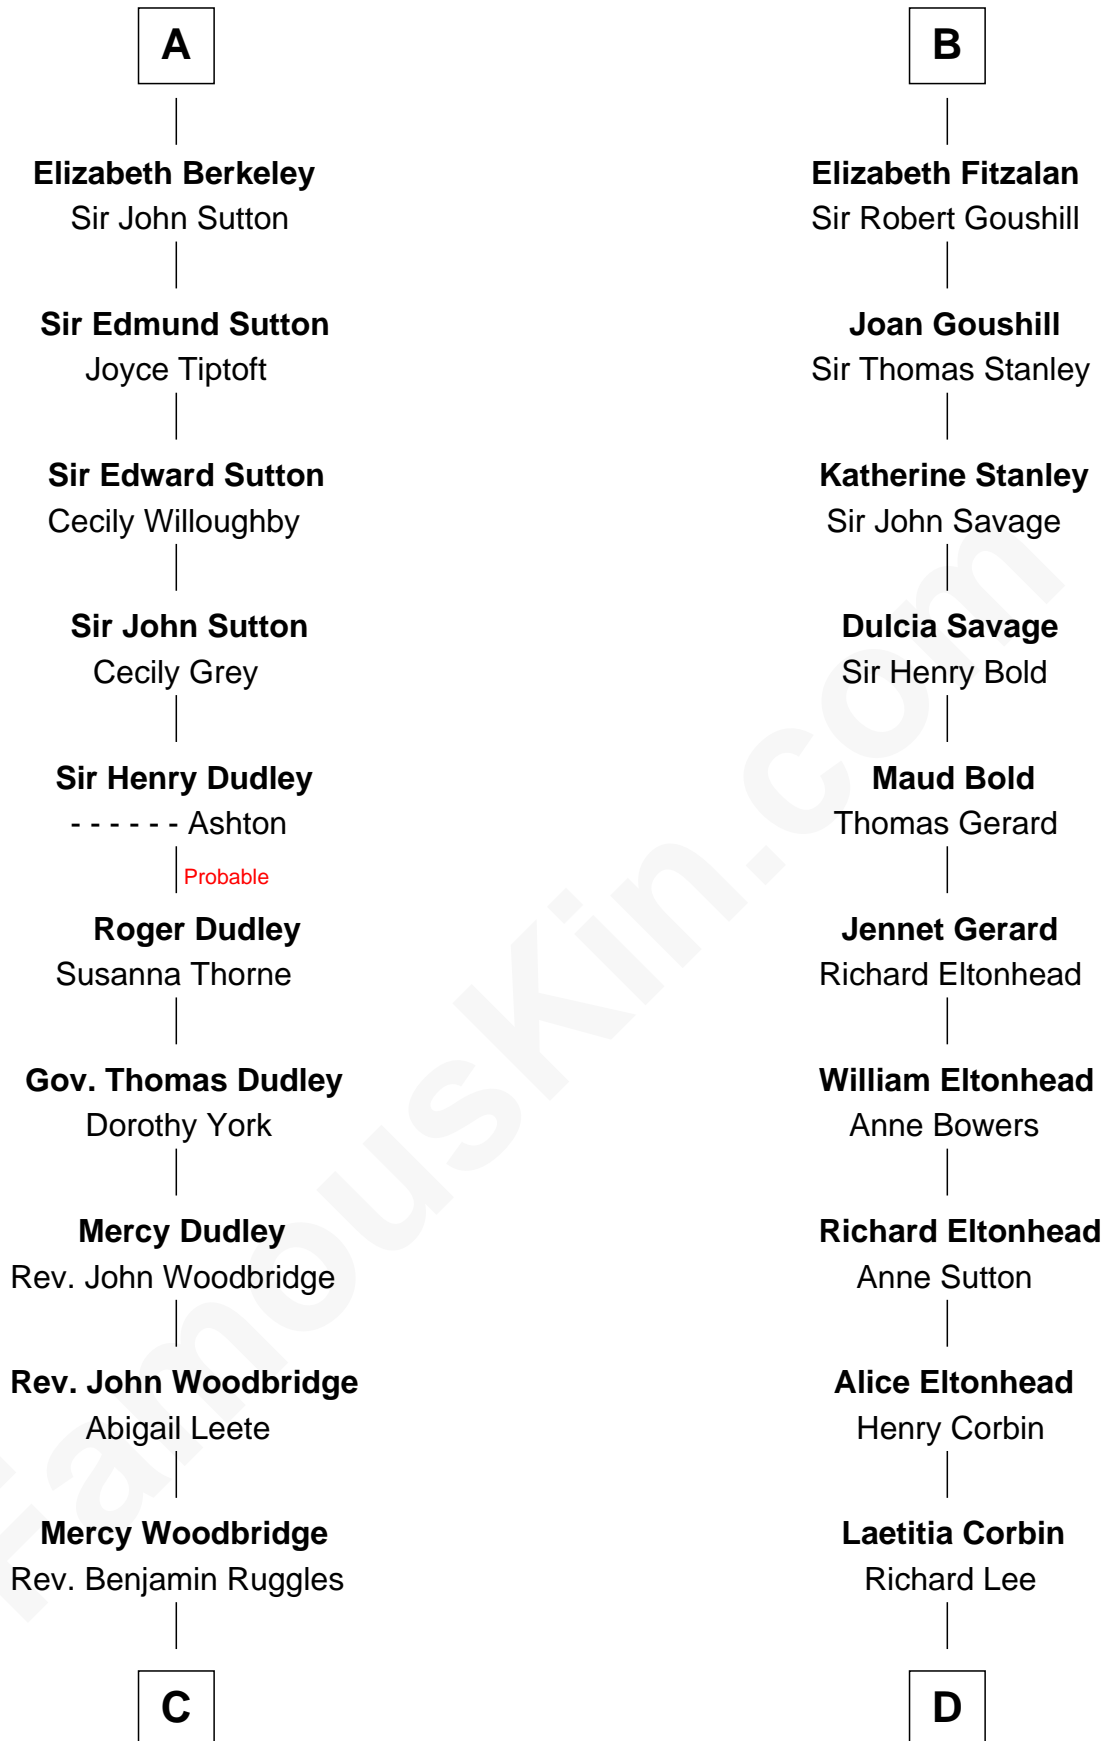 A
Elizabeth Berkeley
Sir John Sutton
Sir Edmund Sutton
Joyce Tiptoft
Sir Edward Sutton
Cecily Willoughby
Sir John Sutton
Cecily Grey
Sir Henry Dudley
- - - - - - Ashton
Probable
Roger Dudley
Susanna Thorne
Gov. Thomas Dudley
Dorothy York
Mercy Dudley
Rev. John Woodbridge
Rev. John Woodbridge
Abigail Leete
Mercy Woodbridge
Rev. Benjamin Ruggles
C
B
Elizabeth Fitzalan
Sir Robert Goushill
Joan Goushill
Sir Thomas Stanley
Katherine Stanley
Sir John Savage
Dulcia Savage
Sir Henry Bold
Maud Bold
Thomas Gerard
Jennet Gerard
Richard Eltonhead
William Eltonhead
Anne Bowers
Richard Eltonhead
Anne Sutton
Alice Eltonhead
Henry Corbin
Laetitia Corbin
Richard Lee
D
FamousKin.com